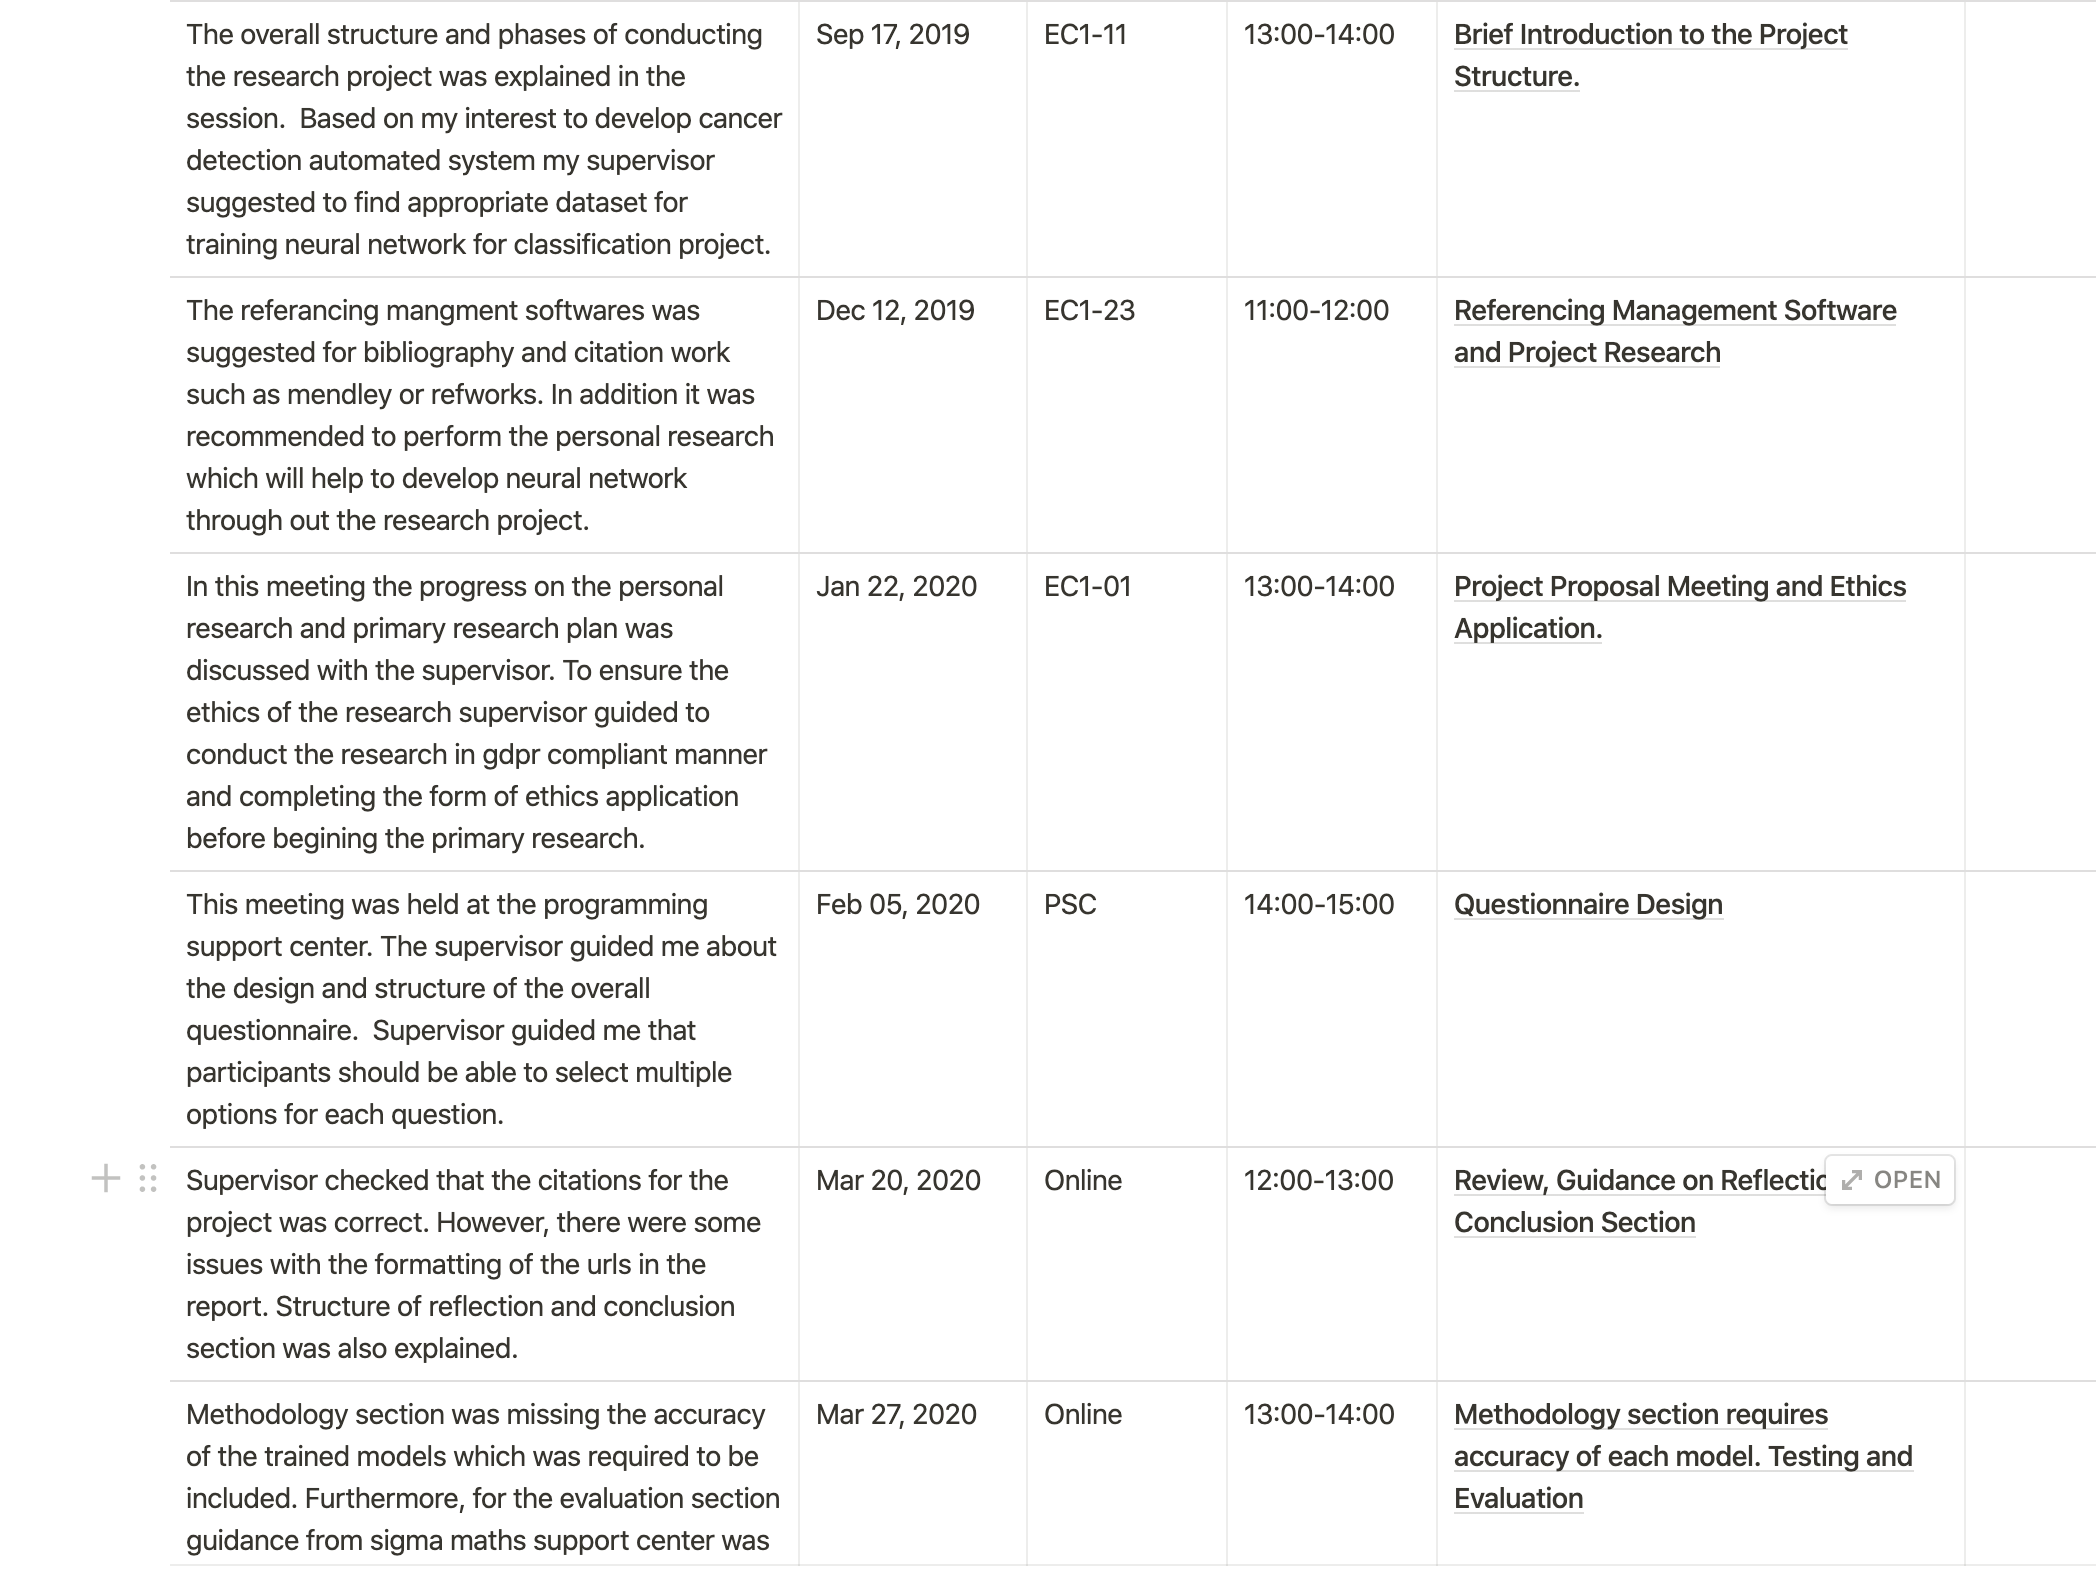 The overall structure and phases of conducting
the research project was explained in the
session.  Based on my interest to develop cancer
detection automated system my supervisor
suggested to find appropriate dataset for
training neural network for classification project.
Sep 17, 2019
EC1-11
13:00-14:00
Brief Introduction to the Project
Structure.
The referancing mangment softwares was
suggested for bibliography and citation work
such as mendley or refworks. In addition it was
recommended to perform the personal research
which will help to develop neural network
through out the research project.
Dec 12, 2019
EC1-23
11:00-12:00
Referencing Management Software
and Project Research
In this meeting the progress on the personal
research and primary research plan was
discussed with the supervisor. To ensure the
ethics of the research supervisor guided to
conduct the research in gdpr compliant manner
and completing the form of ethics application
before begining the primary research.
Jan 22, 2020
EC1-01
13:00-14:00
Project Proposal Meeting and Ethics
Application.
This meeting was held at the programming
support center. The supervisor guided me about
the design and structure of the overall
questionnaire.  Supervisor guided me that
participants should be able to select multiple
options for each question.
Feb 05, 2020
PSC
14:00-15:00
Questionnaire Design
Supervisor checked that the citations for the
project was correct. However, there were some
issues with the formatting of the urls in the
report. Structure of reflection and conclusion
section was also explained.
Mar 20, 2020
Online
12:00-13:00
Review, Guidance on
Conclusion Section
OPEN
Methodology section was missing the accuracy
of the trained models which was required to be
included. Furthermore, for the evaluation section
guidance from sigma maths support center was
Mar 27, 2020
Online
13:00-14:00
Methodology section requires
accuracy of each model. Testing and
Evaluation